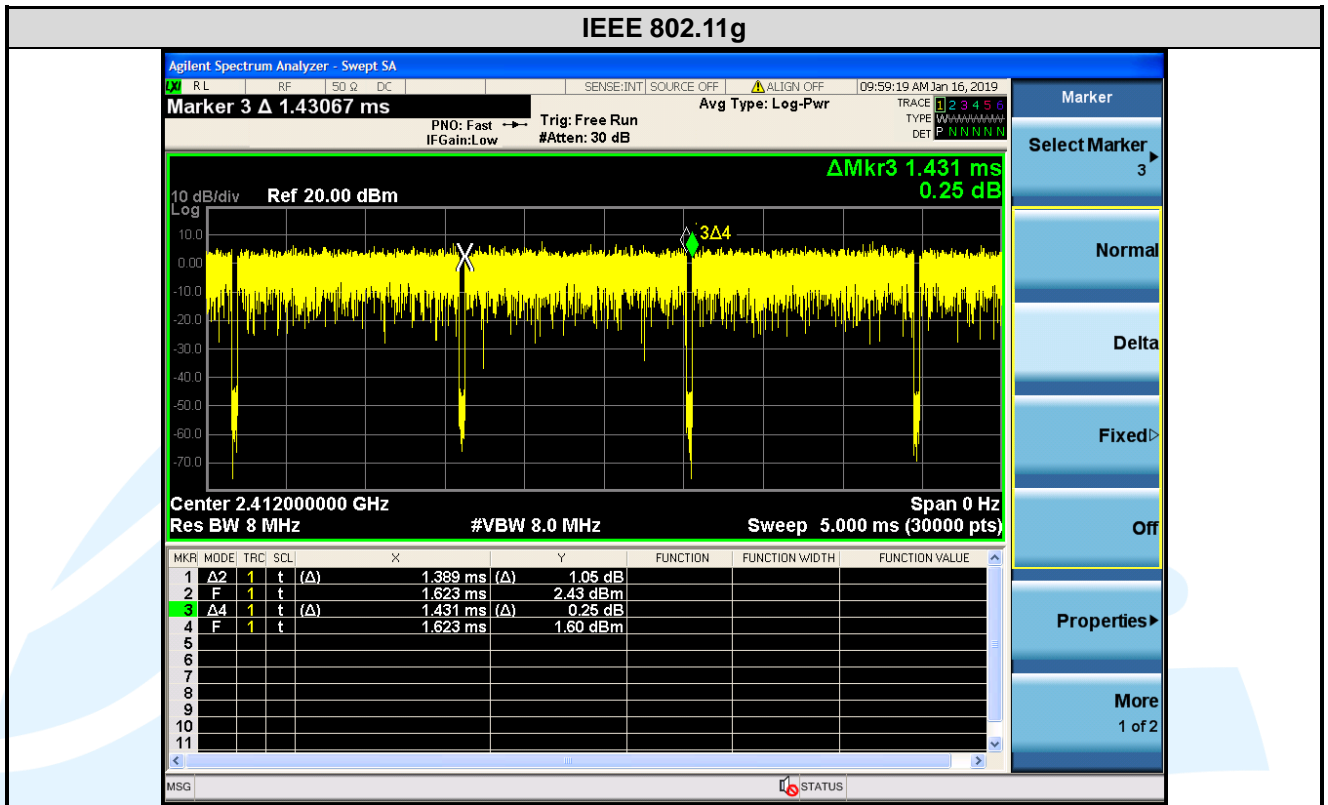 IEEE 802.11g
Agilent Spectrum Analyzer - Swept SA
LXI RL RF 50 Ω DC SENSE:INT SOURCE OFF ALIGN OFF 09:59:19 AM Jan 16, 2019
Marker 3 Δ 1.43067 ms
PNO: Fast
IFGain:Low
Trig: Free Run
#Atten: 30 dB
Avg Type: Log-Pwr
TRACE 1 2 3 4 5 6
TYPE
DET P N N N N N
ΔMkr3 1.431 ms
0.25 dB
10 dB/div Ref 20.00 dBm
Log
10.0
0.00
-10.0
-20.0
-30.0
-40.0
-50.0
-60.0
-70.0
3Δ4
X
Center 2.412000000 GHz Span 0 Hz
Res BW 8 MHz #VBW 8.0 MHz Sweep 5.000 ms (30000 pts)
MKR MODE TRC SCL X Y FUNCTION FUNCTION WIDTH FUNCTION VALUE
1 Δ2 1 t (Δ) 1.389 ms (Δ) 1.05 dB
2 F 1 t 1.623 ms 2.43 dBm
3 Δ4 1 t (Δ) 1.431 ms (Δ) 0.25 dB
4 F 1 t 1.623 ms 1.60 dBm
5
6
7
8
9
10
11
MSG STATUS
Marker
Select Marker
3
Normal
Delta
Fixed
Off
Properties
More
1 of 2